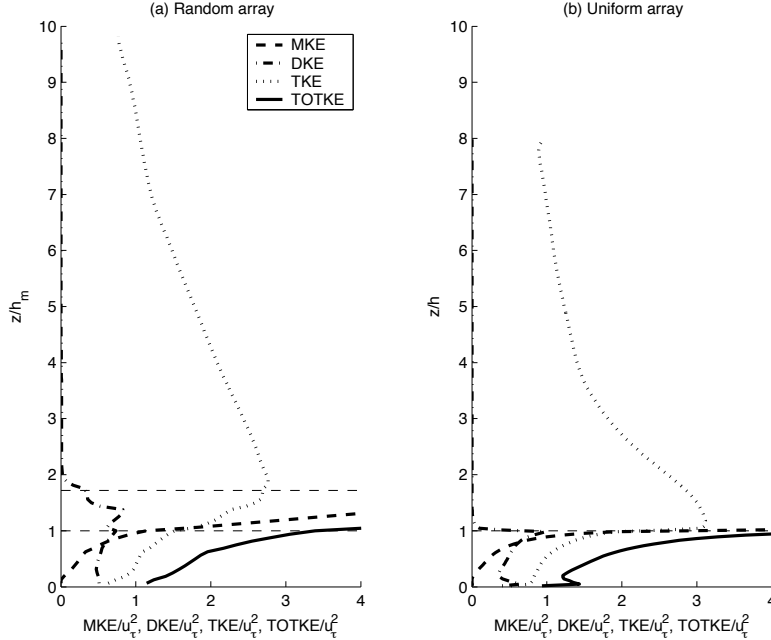 (a) Random array
(b) Uniform array
MKE
DKE
TKE
TOTKE
10
9
8
7
6
5
4
3
2
1
0
z/h_m
0 1 2 3 4
MKE/u_τ^2, DKE/u_τ^2, TKE/u_τ^2, TOTKE/u_τ^2
10
9
8
7
6
5
4
3
2
1
0
z/h
0 1 2 3 4
MKE/u_τ^2, DKE/u_τ^2, TKE/u_τ^2, TOTKE/u_τ^2